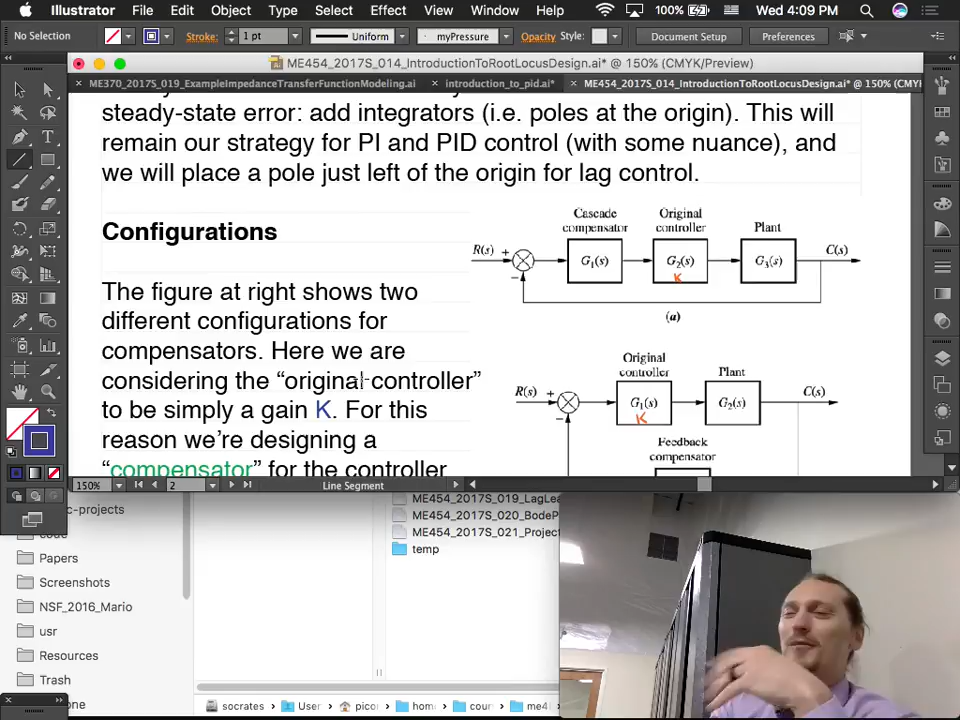 Illustrator File Edit Object Type Select Effect View Window Help 100% Wed 4:09 PM
No Selection Stroke: 1 pt Uniform myPressure Opacity Style: Document Setup Preferences
ME454_2017S_014_IntroductionToRootLocusDesign.ai* @ 150% (CMYK/Preview)
ME370_2017S_019_ExampleImpedanceTransferFunctionModeling.ai introduction_to_pid.ai* ME454_2017S_014_IntroductionToRootLocusDesign.ai* @ 150% (CMYK/
steady-state error: add integrators (i.e. poles at the origin). This will
remain our strategy for PI and PID control (with some nuance), and
we will place a pole just left of the origin for lag control.
Configurations
The figure at right shows two
different configurations for
compensators. Here we are
considering the “original controller”
to be simply a gain K. For this
reason we’re designing a
“compensator” for the controller
Cascade compensator
Original controller
Plant
R(s) + − G1(s) G2(s) G3(s) C(s)
K
(a)
Original controller
Plant
R(s) + − G1(s) G2(s) C(s)
K
Feedback compensator
150% 2 Line Segment
c-projects
code
Papers
Screenshots
NSF_2016_Mario
usr
Resources
Trash
ME454_2017S_019_LagLea
ME454_2017S_020_BodeP
ME454_2017S_021_Project
temp
socrates User picor hom cour me4